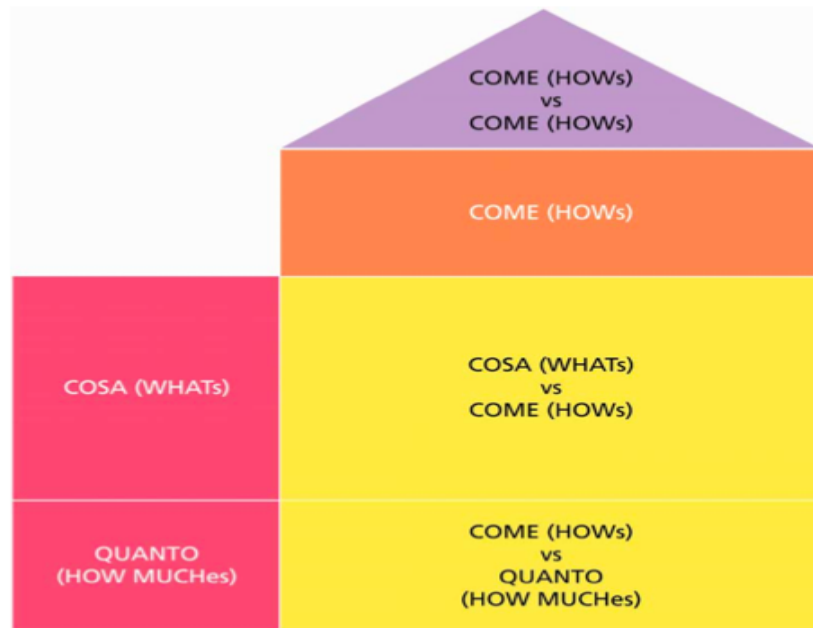 COME (HOWs)
vs
COME (HOWs)
COME (HOWs)
COSA (WHATs)
COSA (WHATs)
vs
COME (HOWs)
QUANTO
(HOW MUCHes)
COME (HOWs)
vs
QUANTO
(HOW MUCHes)